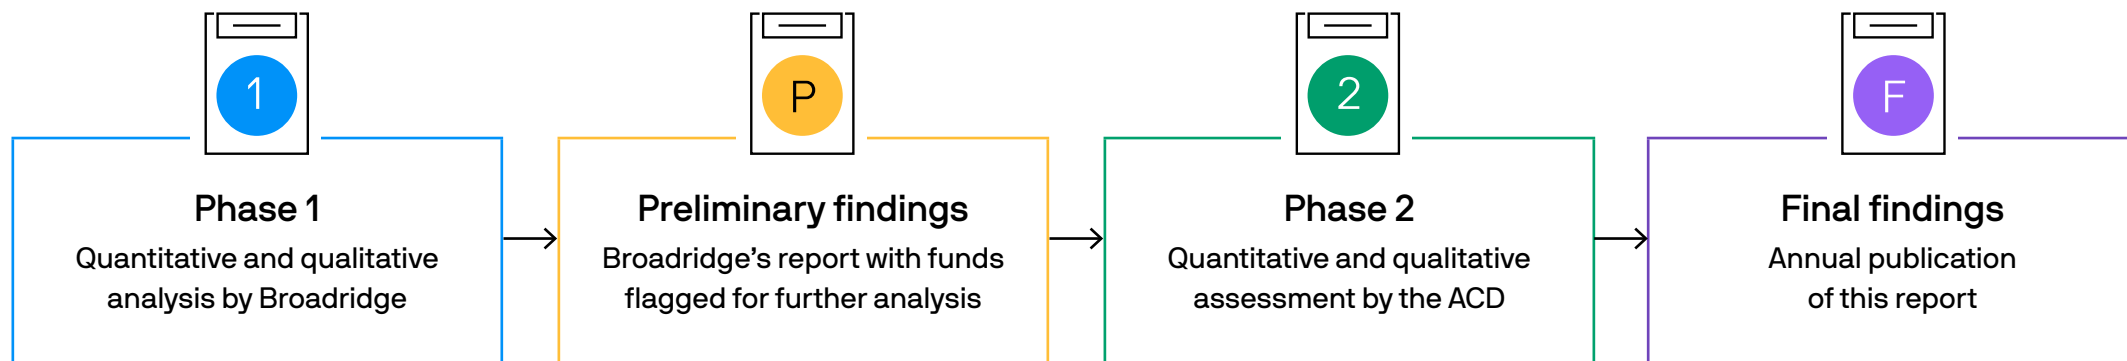 1
Phase 1
Quantitative and qualitative
analysis by Broadridge
P
Preliminary findings
Broadridge’s report with funds
flagged for further analysis
2
Phase 2
Quantitative and qualitative
assessment by the ACD
F
Final findings
Annual publication
of this report